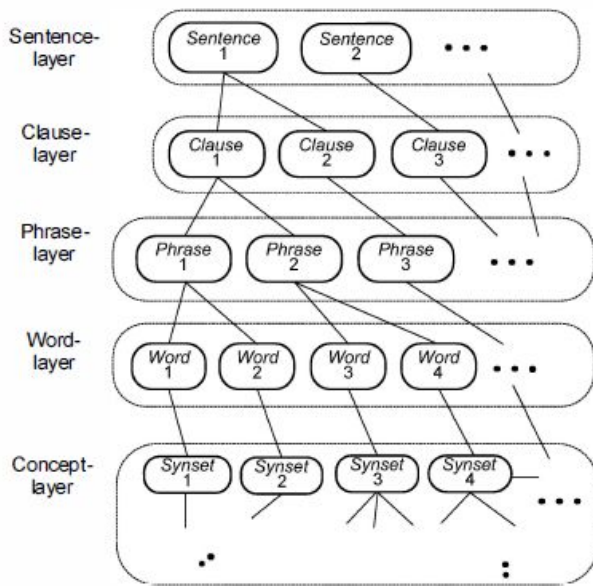 Sentence-
layer
Sentence
1
Sentence
2
Clause-
layer
Clause
1
Clause
2
Clause
3
Phrase-
layer
Phrase
1
Phrase
2
Phrase
3
Word-
layer
Word
1
Word
2
Word
3
Word
4
Concept-
layer
Synset
1
Synset
2
Synset
3
Synset
4